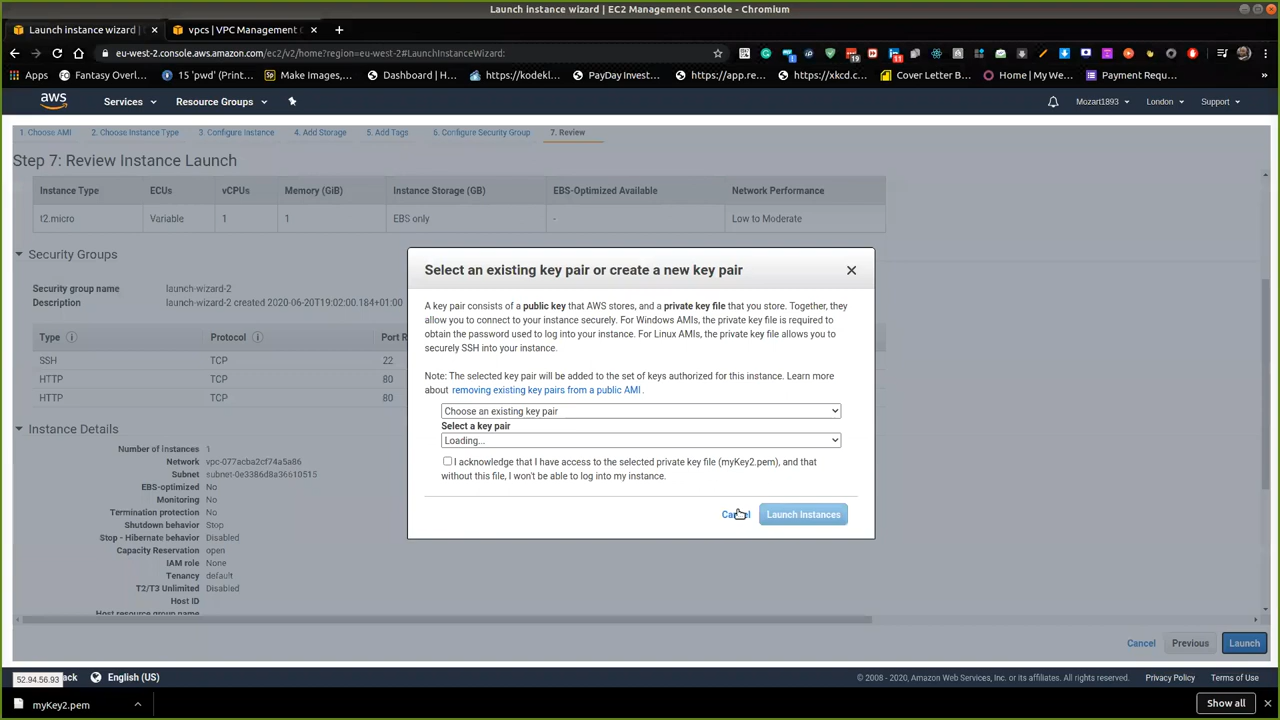 Launch instance wizard | EC2 Management Console - Chromium
Launch instance wizard |
vpcs | VPC Management C
eu-west-2.console.aws.amazon.com/ec2/v2/home?region=eu-west-2#LaunchInstanceWizard:
Apps
Fantasy Overl...
15 'pwd' (Print...
Make Images,...
Dashboard | H...
https://kodekl...
PayDay Invest...
https://app.re...
https://xkcd.c...
Cover Letter B...
Home | My We...
Payment Requ...
aws
Services
Resource Groups
Mozart1893
London
Support
1. Choose AMI
2. Choose Instance Type
3. Configure Instance
4. Add Storage
5. Add Tags
6. Configure Security Group
7. Review
Step 7: Review Instance Launch
Instance Type
ECUs
vCPUs
Memory (GiB)
Instance Storage (GB)
EBS-Optimized Available
Network Performance
t2.micro
Variable
1
1
EBS only
-
Low to Moderate
Security Groups
Security group name
launch-wizard-2
Description
launch-wizard-2 created 2020-06-20T19:02:00.184+01:00
Type
Protocol
Port R
SSH
TCP
22
HTTP
TCP
80
HTTP
TCP
80
Instance Details
Number of instances 1
Network vpc-077acba2cf74a5a86
Subnet subnet-0e3386d8a36610515
EBS-optimized No
Monitoring No
Termination protection No
Shutdown behavior Stop
Stop - Hibernate behavior Disabled
Capacity Reservation open
IAM role None
Tenancy default
T2/T3 Unlimited Disabled
Host ID
Host resource group name
Select an existing key pair or create a new key pair
A key pair consists of a public key that AWS stores, and a private key file that you store. Together, they
allow you to connect to your instance securely. For Windows AMIs, the private key file is required to
obtain the password used to log into your instance. For Linux AMIs, the private key file allows you to
securely SSH into your instance.
Note: The selected key pair will be added to the set of keys authorized for this instance. Learn more
about removing existing key pairs from a public AMI .
Choose an existing key pair
Select a key pair
Loading...
I acknowledge that I have access to the selected private key file (myKey2.pem), and that
without this file, I won't be able to log into my instance.
Launch Instances
Cancel
Previous
Launch
52.94.56.93
English (US)
© 2008 - 2020, Amazon Web Services, Inc. or its affiliates. All rights reserved.
Privacy Policy
Terms of Use
myKey2.pem
Show all